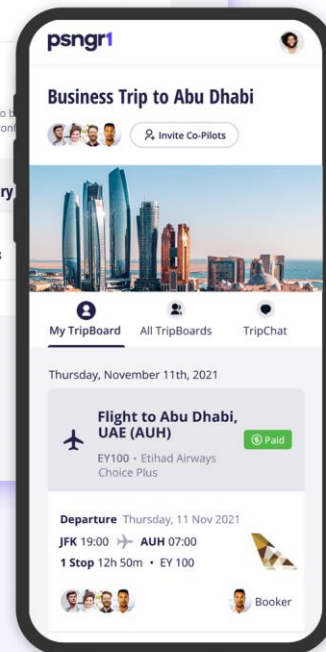 psngr1
Business Trip to Abu Dhabi
Invite Co-Pilots
My TripBoard All TripBoards TripChat
Thursday, November 11th, 2021
Flight to Abu Dhabi,
UAE (AUH)
Paid
EY100 • Etihad Airways
Choice Plus
Departure Thursday, 11 Nov 2021
JFK 19:00 AUH 07:00
1 Stop 12h 50m • EY 100
Booker